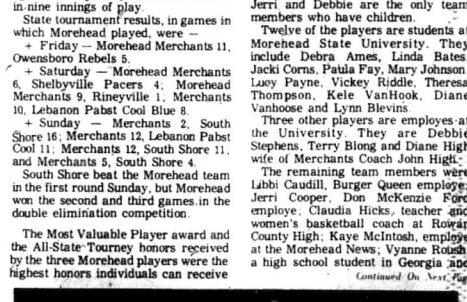 in nine innings of play.
State tournament results, in games in
which Morehead played, were —
+ Friday — Morehead Merchants 11,
Owensboro Rebels 5.
+ Saturday — Morehead Merchants
6, Shelbyville Pacers 4; Morehead
Merchants 9, Rineyville 1; Merchants
10, Lebanon Pabst Cool Blue 8.
+ Sunday — Merchants 2, South
Shore 16; Merchants 12, Lebanon Pabst
Cool 11; Merchants 12, South Shore 11;
and Merchants 5, South Shore 4.
South Shore beat the Morehead team
in the first round Sunday, but Morehead
won the second and third games in the
double elimination competition.
The Most Valuable Player award and
the All-State Tourney honors received
by the three Morehead players were the
highest honors individuals can receive
Jerri and Debbie are the only team
members who have children.
Twelve of the players are students at
Morehead State University. They
include Debra Ames, Linda Bates,
Jacki Corns, Paula Fay, Mary Johnson,
Lucy Payne, Vickey Riddle, Theresa
Thompson, Kele VanHook, Diane
Vanhoose and Lynn Blevins.
Three other players are employes at
the University. They are Debbie
Stephens, Terry Blong and Diane High,
wife of Merchants Coach John High.
The remaining team members were
Libbi Caudill, Burger Queen employe;
Jerri Cooper, Don McKenzie Ford
employe; Claudia Hicks, teacher and
women's basketball coach at Rowan
County High; Kaye McIntosh, employe
at the Morehead News; Vyanne Roush,
a high school student in Georgia and
Continued On Next Page